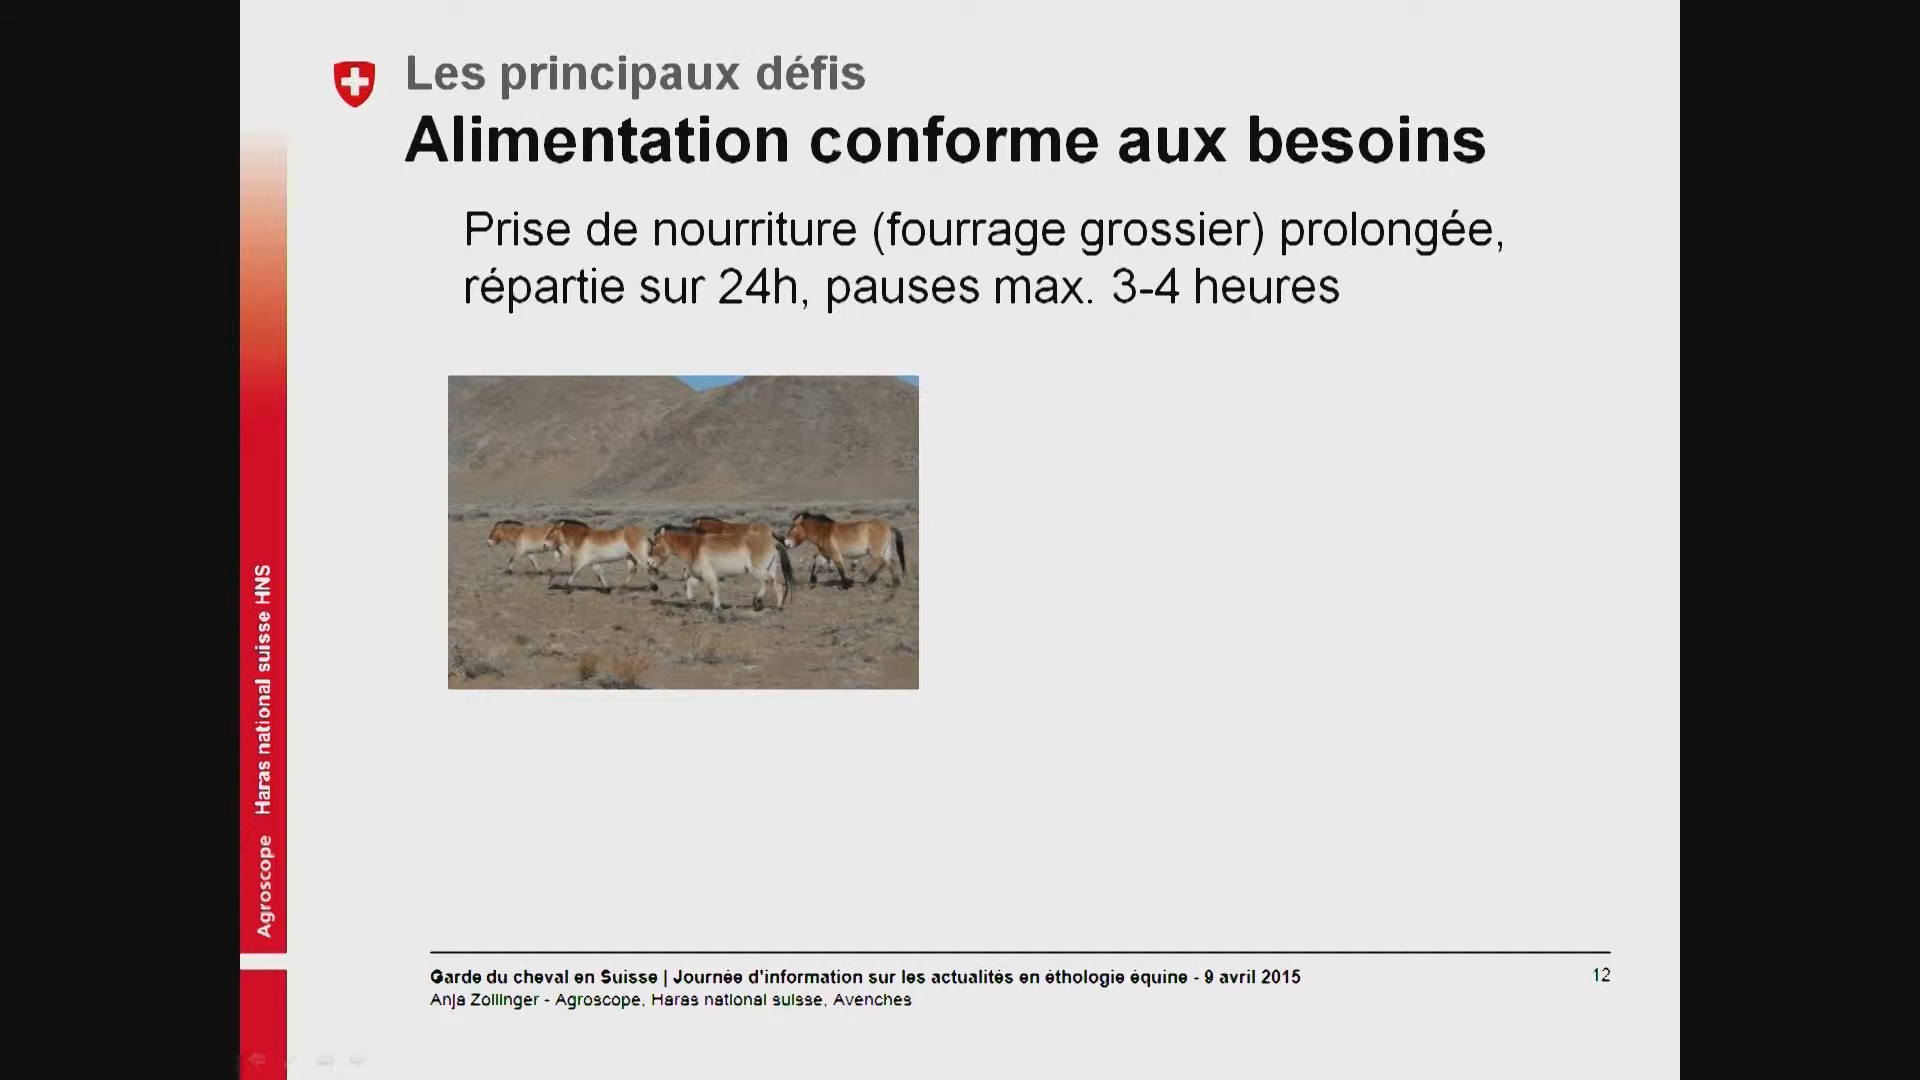 Les principaux défis
Alimentation conforme aux besoins
Prise de nourriture (fourrage grossier) prolongée,
répartie sur 24h, pauses max. 3-4 heures
Agroscope Haras national suisse HNS
Garde du cheval en Suisse | Journée d'information sur les actualités en éthologie équine - 9 avril 2015
12
Anja Zollinger - Agroscope, Haras national suisse, Avenches